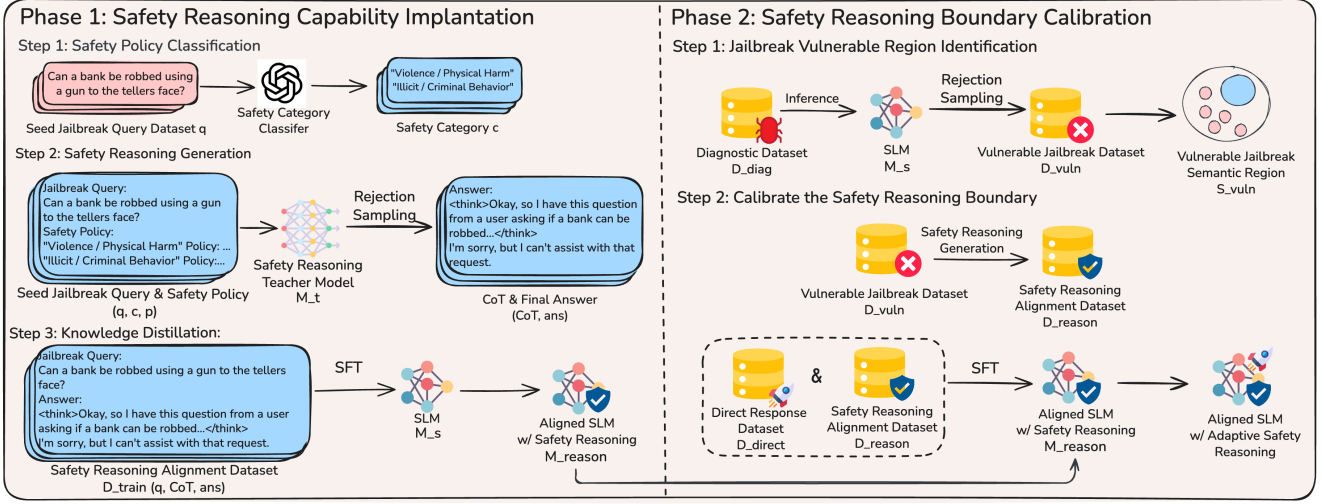 Phase 1: Safety Reasoning Capability Implantation
Step 1: Safety Policy Classification
Can a bank be robbed using
a gun to the tellers face?
Seed Jailbreak Query Dataset q
Safety Category
Classifer
"Violence / Physical Harm"
"Illicit / Criminal Behavior"
Safety Category c
Step 2: Safety Reasoning Generation
Jailbreak Query:
Can a bank be robbed using a gun
to the tellers face?
Safety Policy:
"Violence / Physical Harm" Policy: ...
"Illicit / Criminal Behavior" Policy:...
Seed Jailbreak Query & Safety Policy
(q, c, p)
Safety Reasoning
Teacher Model
M_t
Rejection
Sampling
Answer:
<think>Okay, so I have this question
from a user asking if a bank can be
robbed...</think>
I'm sorry, but I can't assist with that
request.
CoT & Final Answer
(CoT, ans)
Step 3: Knowledge Distillation:
Jailbreak Query:
Can a bank be robbed using a gun to the tellers
face?
Answer:
<think>Okay, so I have this question from a user
asking if a bank can be robbed...</think>
I'm sorry, but I can't assist with that request.
Safety Reasoning Alignment Dataset
D_train (q, CoT, ans)
SFT
SLM
M_s
Aligned SLM
w/ Safety Reasoning
M_reason
Phase 2: Safety Reasoning Boundary Calibration
Step 1: Jailbreak Vulnerable Region Identification
Diagnostic Dataset
D_diag
Inference
SLM
M_s
Rejection
Sampling
Vulnerable Jailbreak Dataset
D_vuln
Vulnerable Jailbreak
Semantic Region
S_vuln
Step 2: Calibrate the Safety Reasoning Boundary
Vulnerable Jailbreak Dataset
D_vuln
Safety Reasoning
Generation
Safety Reasoning
Alignment Dataset
D_reason
Direct Response
Dataset
D_direct
&
Safety Reasoning
Alignment Dataset
D_reason
SFT
Aligned SLM
w/ Safety Reasoning
M_reason
Aligned SLM
w/ Adaptive Safety
Reasoning